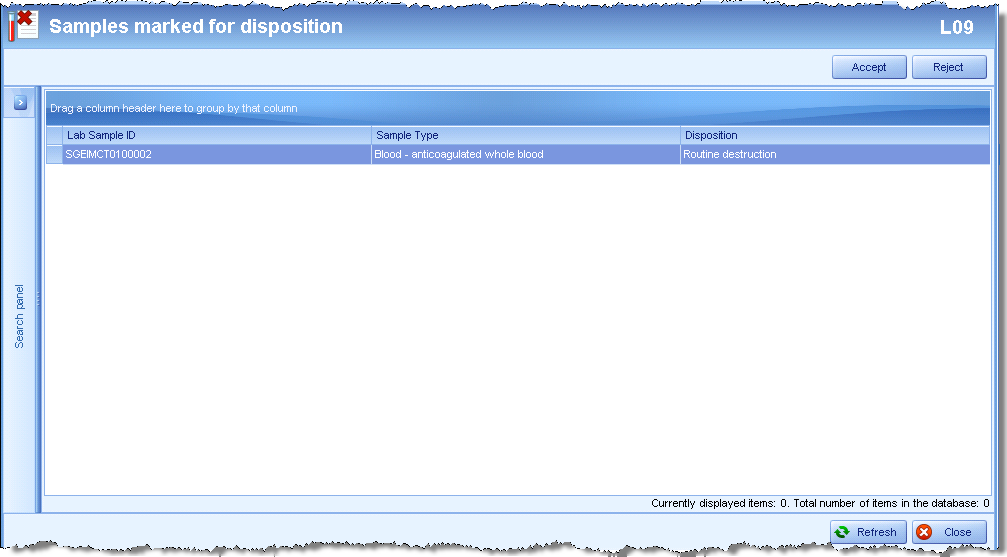 Samples marked for disposition
L09
Accept
Reject
Drag a column header here to group by that column
Lab Sample ID
Sample Type
Disposition
SGEIMCT0100002
Blood - anticoagulated whole blood
Routine destruction
Search panel
Currently displayed items: 0. Total number of items in the database: 0
Refresh
Close